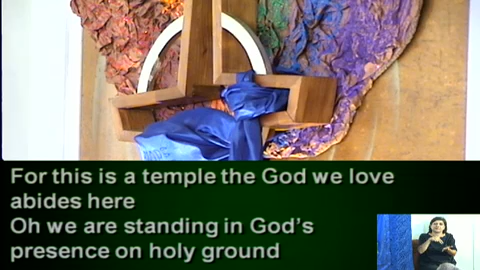 For this is a temple the God we love
abides here
Oh we are standing in God's
presence on holy ground